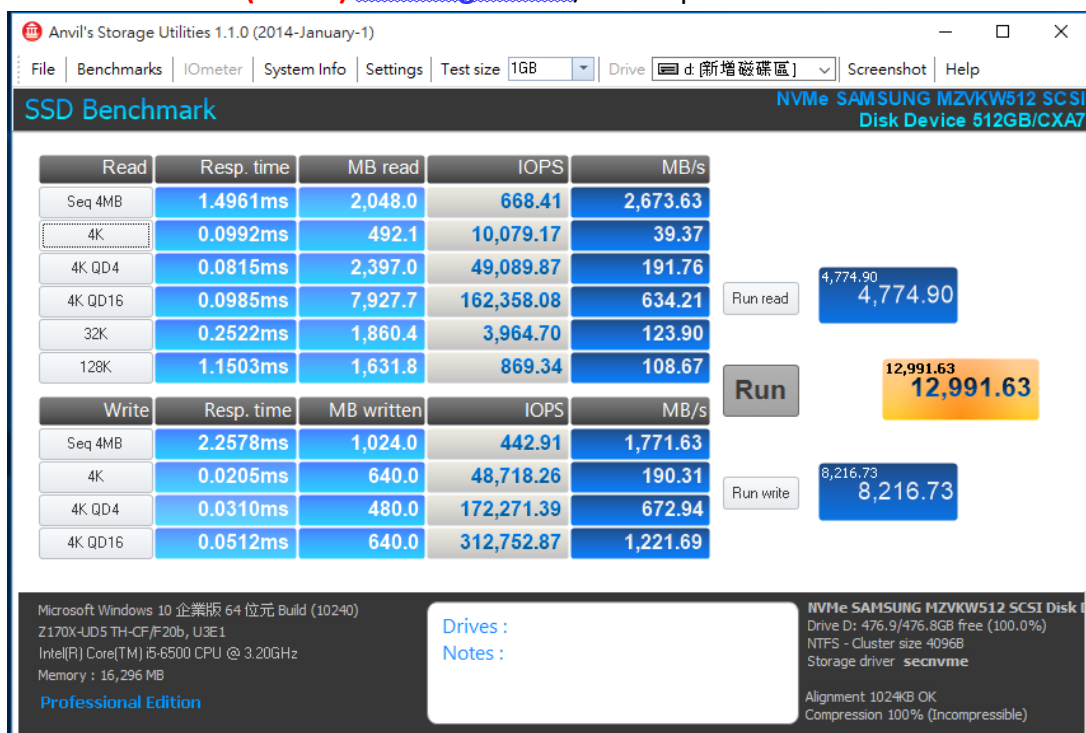 Anvil's Storage Utilities 1.1.0 (2014-January-1)
File Benchmarks IOmeter System Info Settings Test size 1GB Drive d: [新增磁碟區] Screenshot Help
SSD Benchmark
NVMe SAMSUNG MZVKW512 SCSI
Disk Device 512GB/CXA7
Read Resp. time MB read IOPS MB/s
Seq 4MB 1.4961ms 2,048.0 668.41 2,673.63
4K 0.0992ms 492.1 10,079.17 39.37
4K QD4 0.0815ms 2,397.0 49,089.87 191.76
4K QD16 0.0985ms 7,927.7 162,358.08 634.21
32K 0.2522ms 1,860.4 3,964.70 123.90
128K 1.1503ms 1,631.8 869.34 108.67
Run read
4,774.90
4,774.90
Run
12,991.63
12,991.63
Write Resp. time MB written IOPS MB/s
Seq 4MB 2.2578ms 1,024.0 442.91 1,771.63
4K 0.0205ms 640.0 48,718.26 190.31
4K QD4 0.0310ms 480.0 172,271.39 672.94
4K QD16 0.0512ms 640.0 312,752.87 1,221.69
Run write
8,216.73
8,216.73
Microsoft Windows 10 企業版 64 位元 Build (10240)
Z170X-UD5 TH-CF/F20b, U3E1
Intel(R) Core(TM) i5-6500 CPU @ 3.20GHz
Memory : 16,296 MB
Professional Edition
Drives :
Notes :
NVMe SAMSUNG MZVKW512 SCSI Disk
Drive D: 476.9/476.8GB free (100.0%)
NTFS - Cluster size 4096B
Storage driver secnvme
Alignment 1024KB OK
Compression 100% (Incompressible)